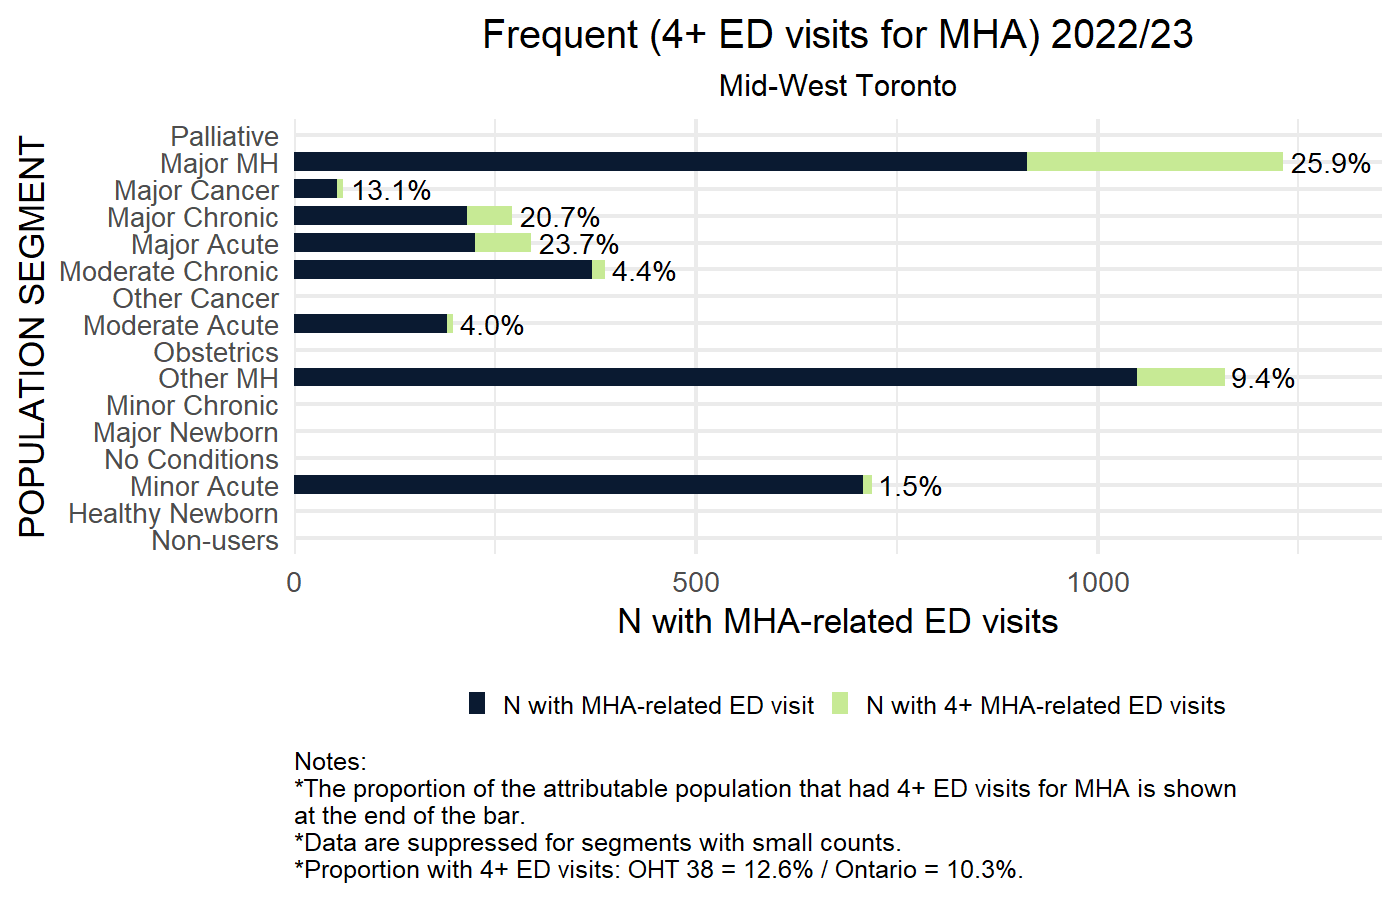 Frequent (4+ ED visits for MHA) 2022/23
Mid-West Toronto
POPULATION SEGMENT
Palliative
Major MH 25.9%
Major Cancer 13.1%
Major Chronic 20.7%
Major Acute 23.7%
Moderate Chronic 4.4%
Other Cancer
Moderate Acute 4.0%
Obstetrics
Other MH 9.4%
Minor Chronic
Major Newborn
No Conditions
Minor Acute 1.5%
Healthy Newborn
Non-users
0 500 1000
N with MHA-related ED visits
N with MHA-related ED visit N with 4+ MHA-related ED visits
Notes:
*The proportion of the attributable population that had 4+ ED visits for MHA is shown
at the end of the bar.
*Data are suppressed for segments with small counts.
*Proportion with 4+ ED visits: OHT 38 = 12.6% / Ontario = 10.3%.